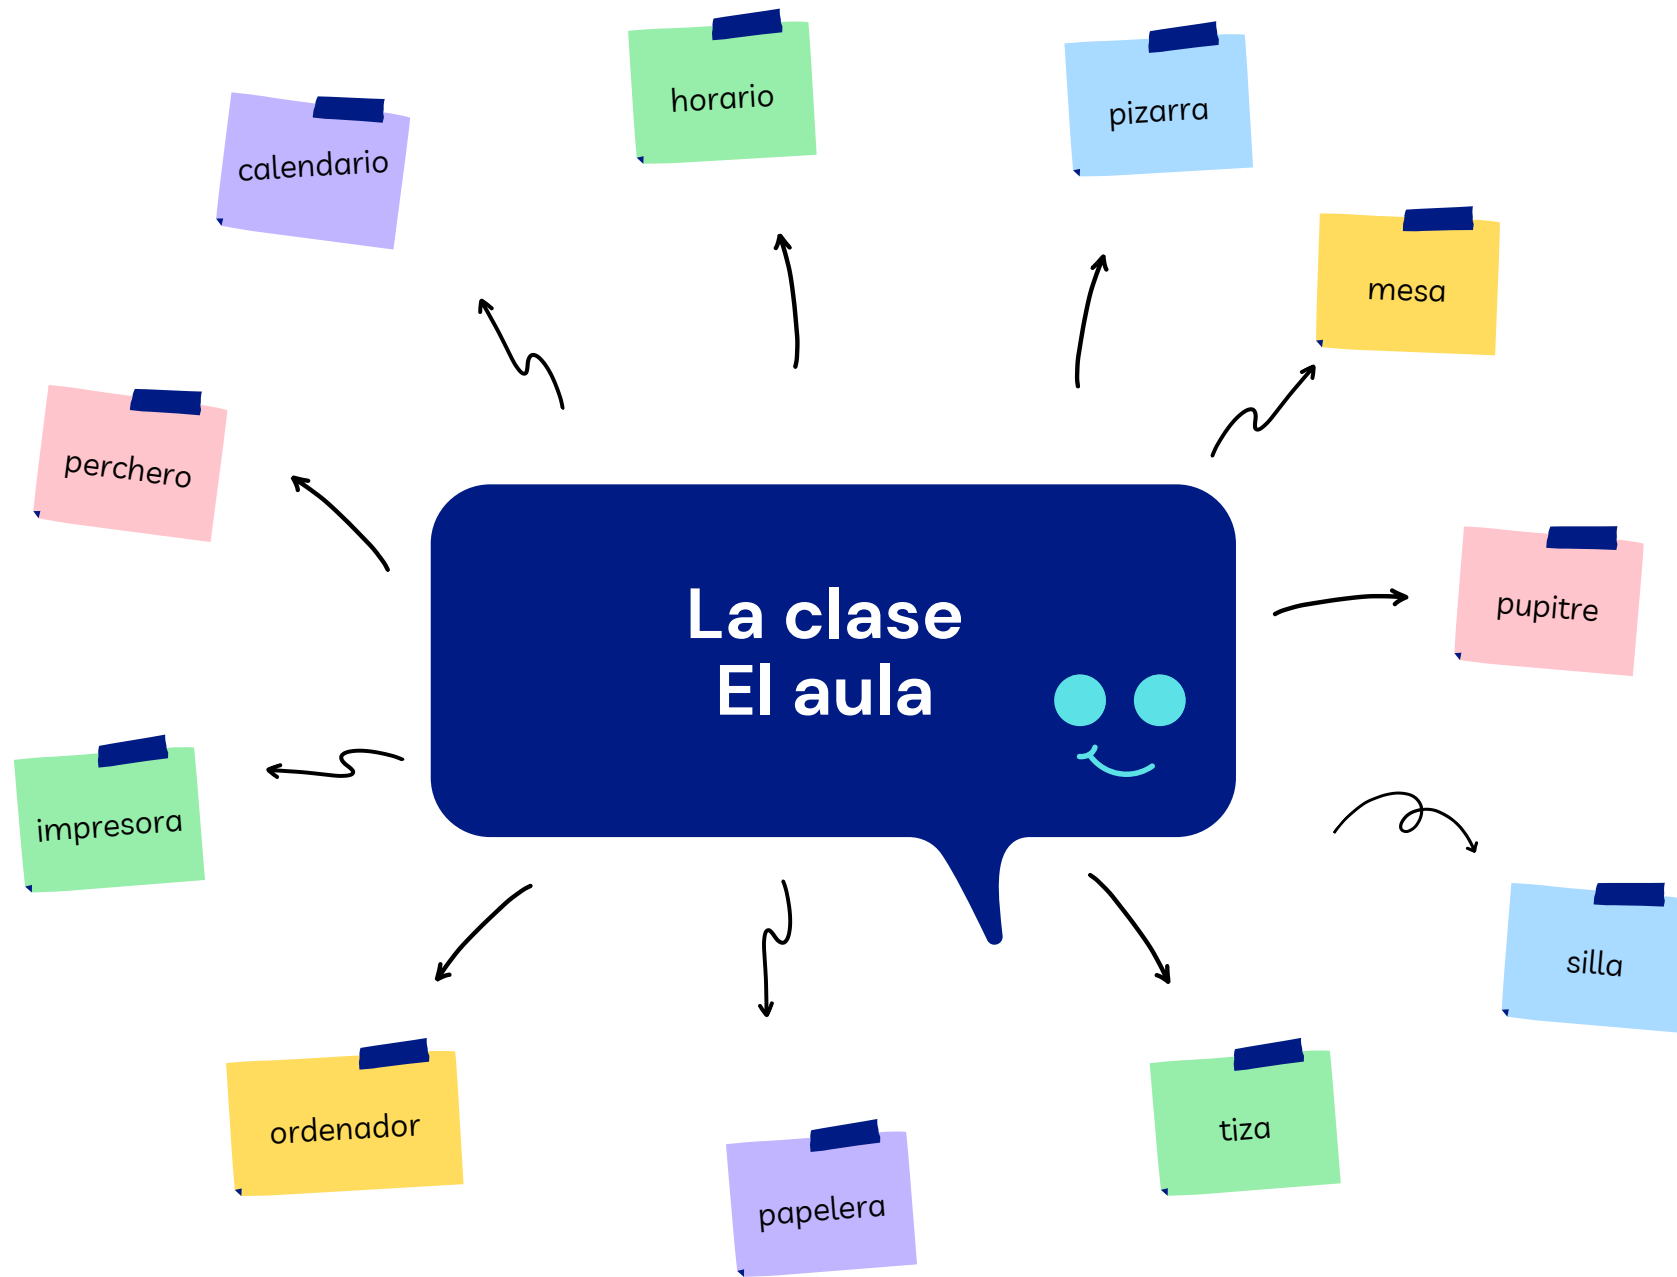 horario
pizarra
calendario
mesa
perchero
La clase
El aula
pupitre
impresora
silla
ordenador
tiza
papelera